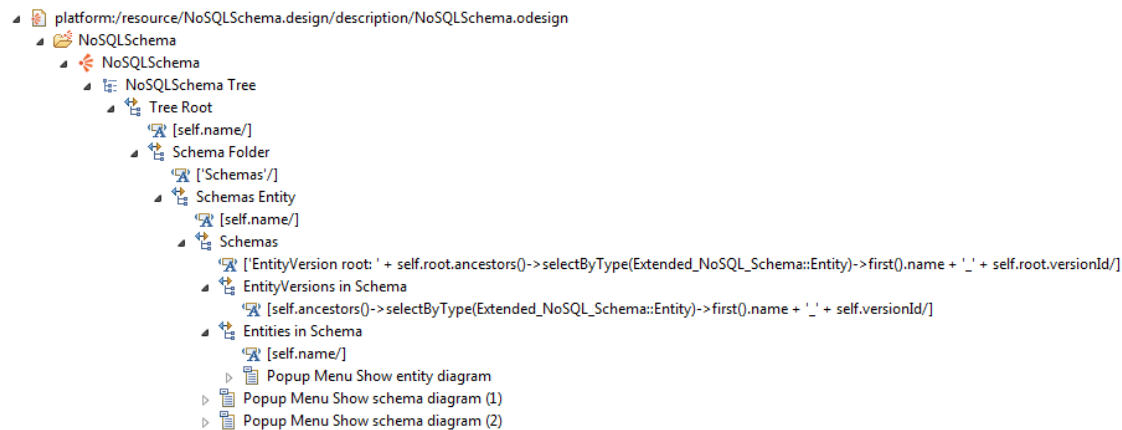 platform:/resource/NoSQLSchema.design/description/NoSQLSchema.odesign
NoSQLSchema
NoSQLSchema
NoSQLSchema Tree
Tree Root
[self.name/]
Schema Folder
['Schemas'/]
Schemas Entity
[self.name/]
Schemas
['EntityVersion root: ' + self.root.ancestors()->selectByType(Extended_NoSQL_Schema::Entity)->first().name + '_' + self.root.versionId/]
EntityVersions in Schema
[self.ancestors()->selectByType(Extended_NoSQL_Schema::Entity)->first().name + '_' + self.versionId/]
Entities in Schema
[self.name/]
Popup Menu Show entity diagram
Popup Menu Show schema diagram (1)
Popup Menu Show schema diagram (2)